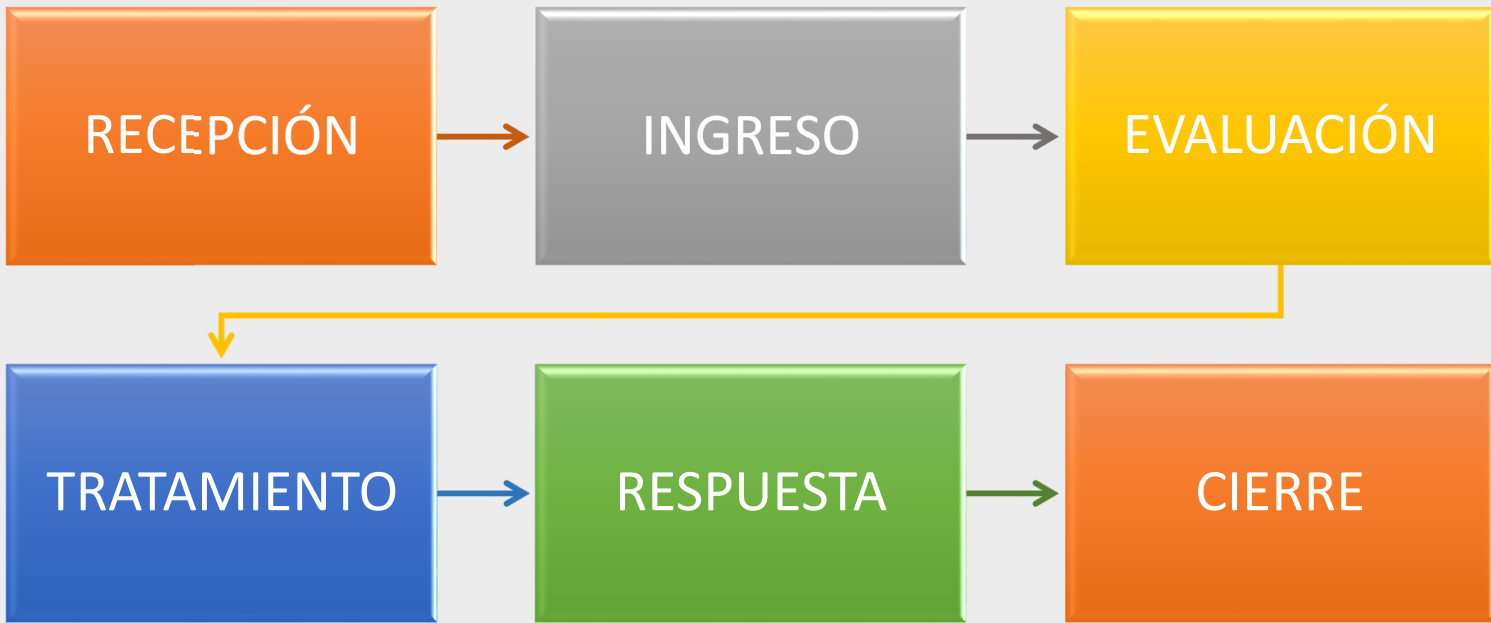 RECEPCIÓN
INGRESO
EVALUACIÓN
TRATAMIENTO
RESPUESTA
CIERRE